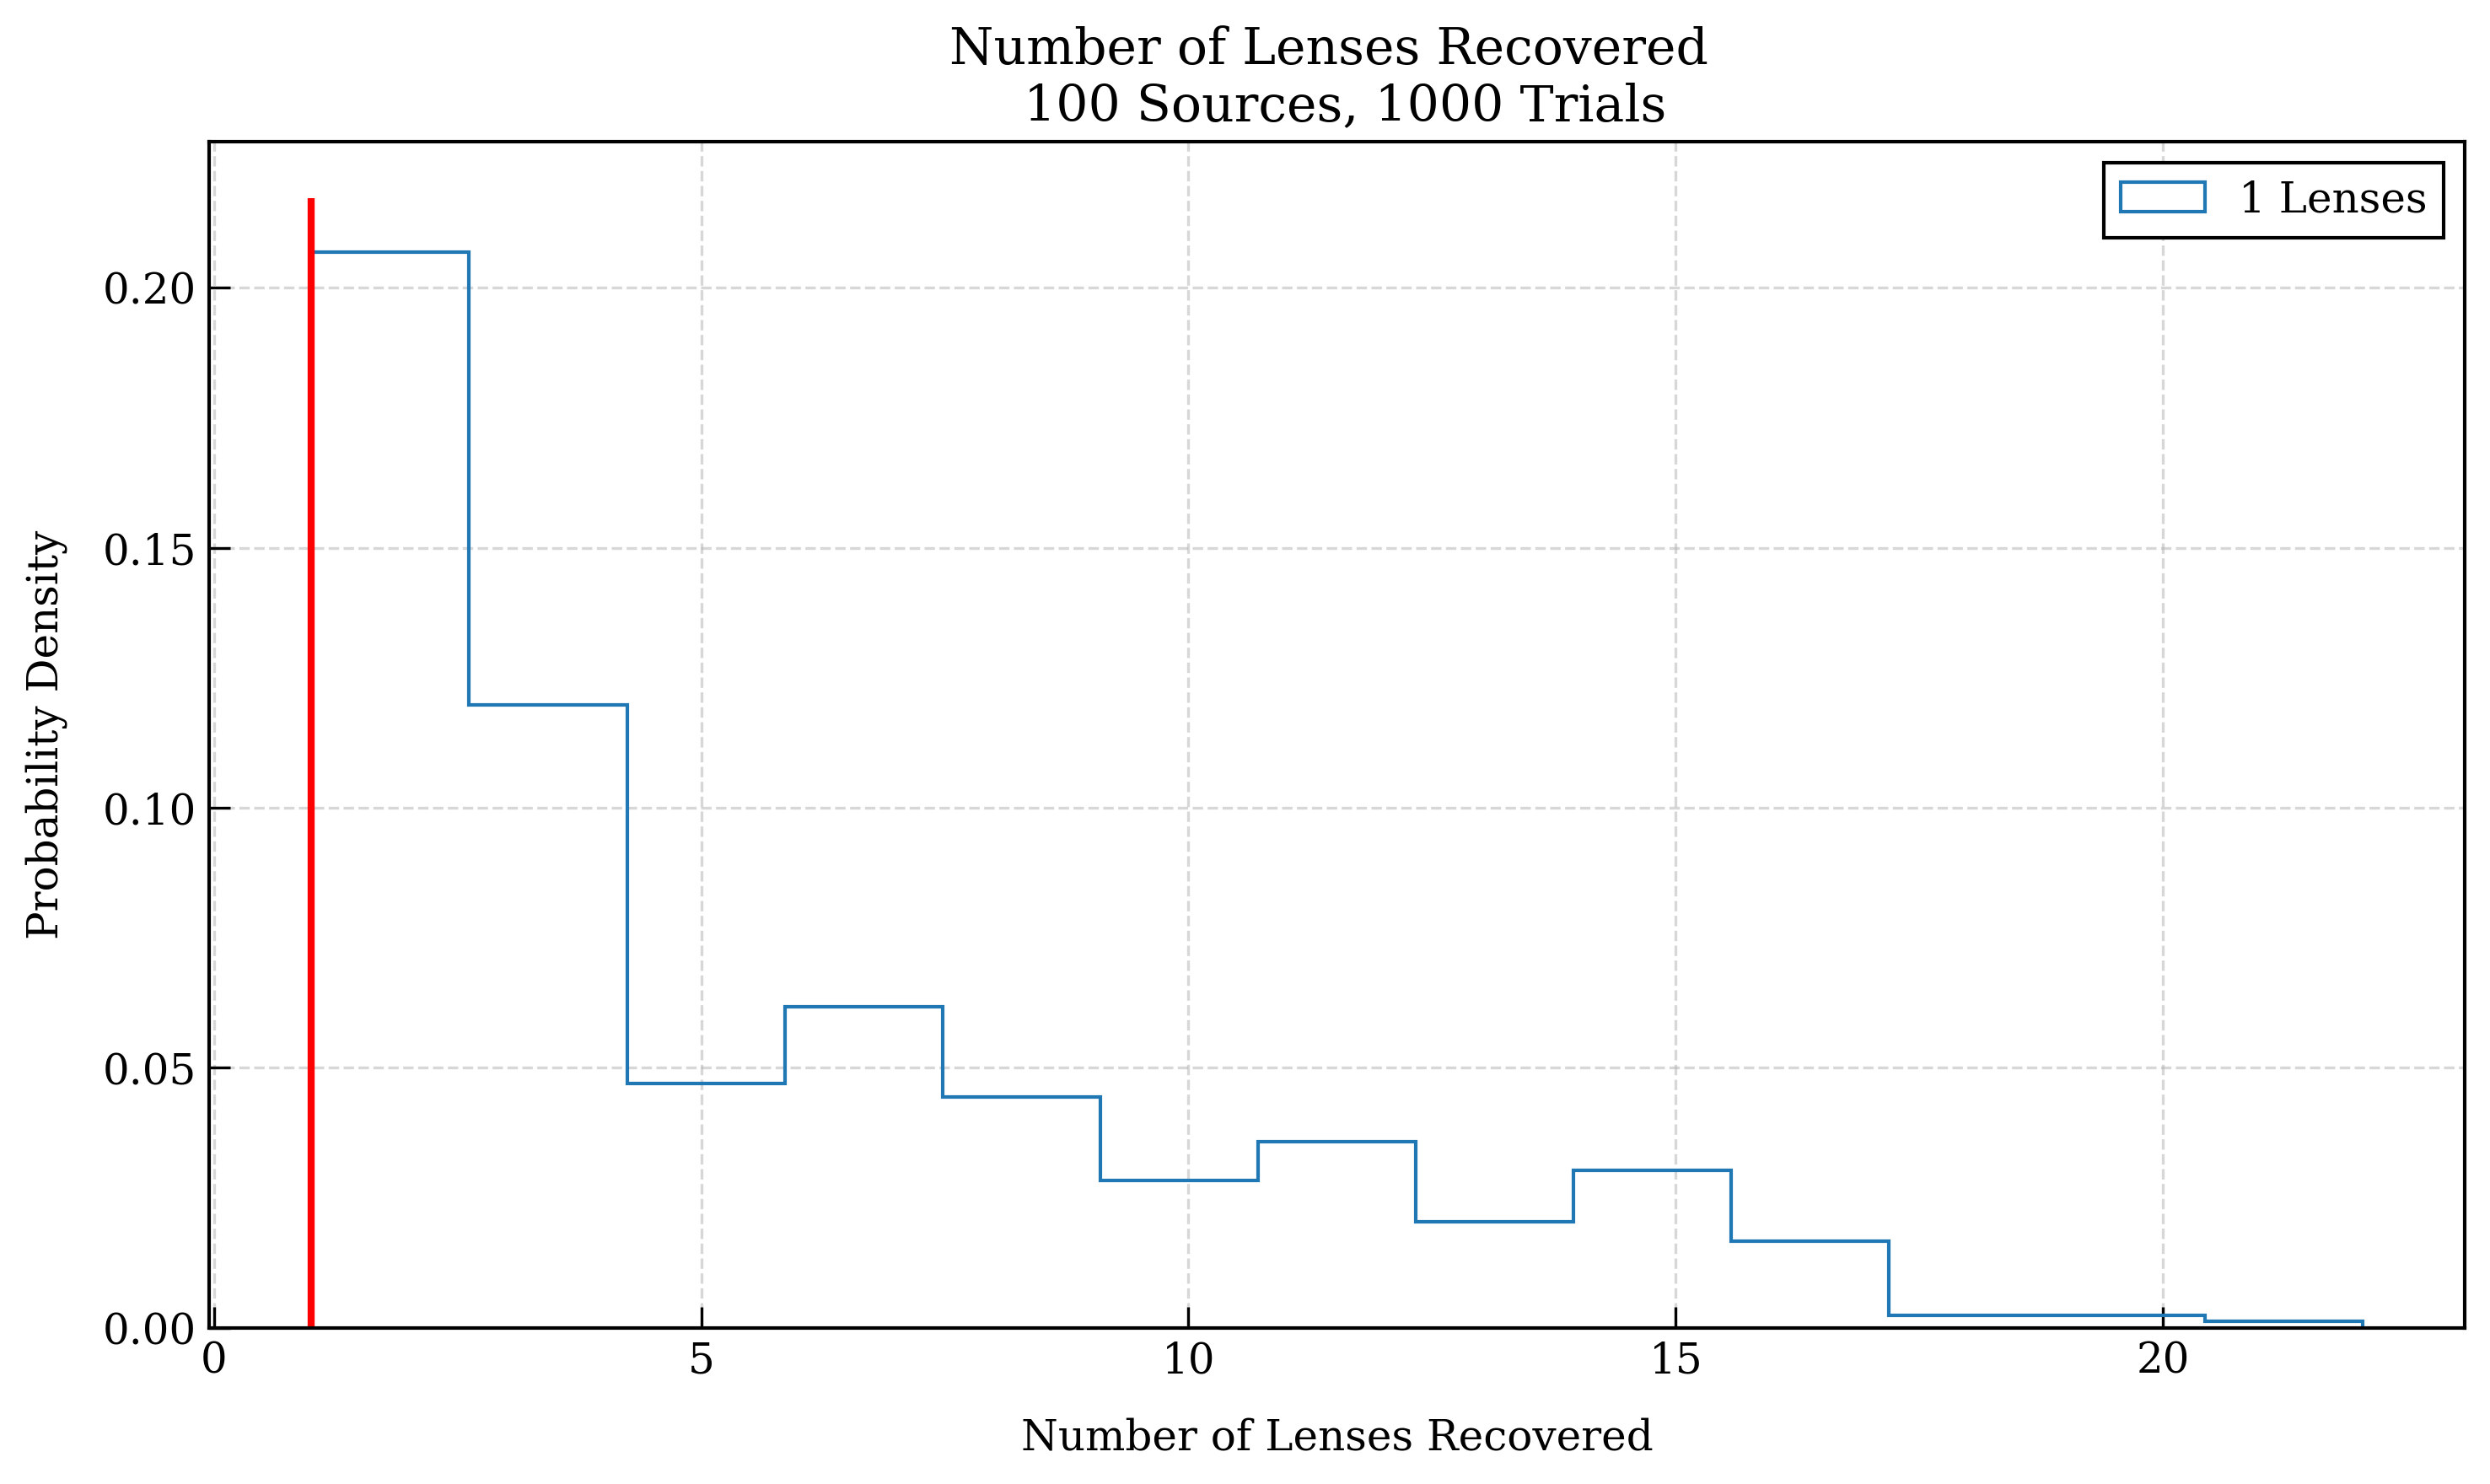 Number of Lenses Recovered
100 Sources, 1000 Trials
1 Lenses
Probability Density
0.20
0.15
0.10
0.05
0.00
0 5 10 15 20
Number of Lenses Recovered